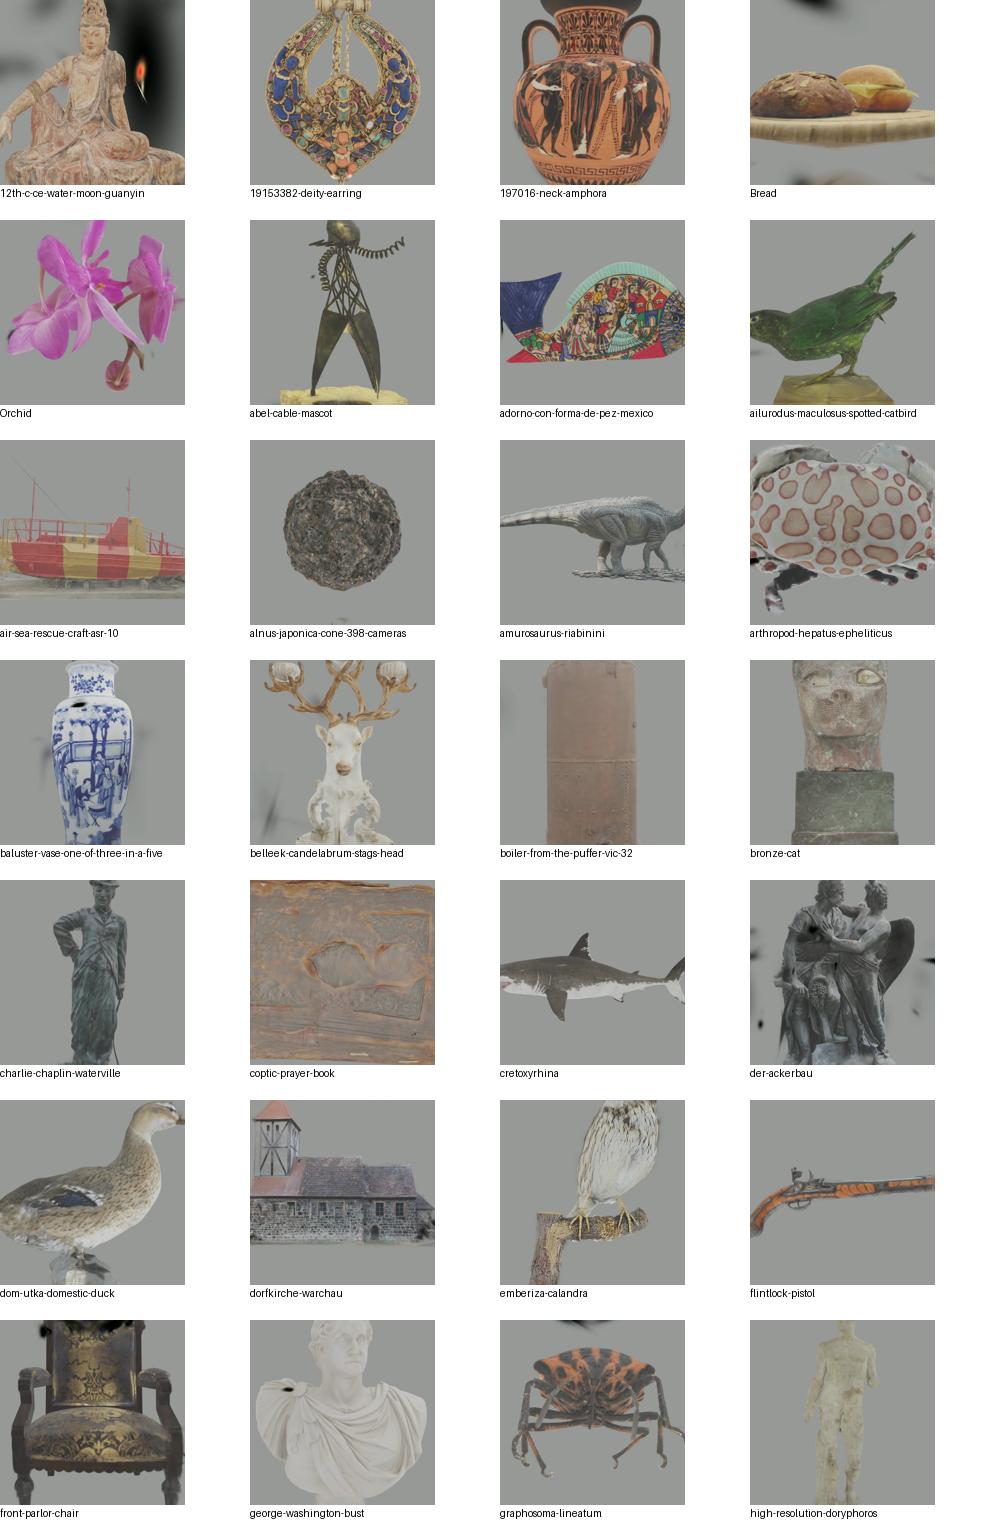 12th-c-ce-water-moon-guanyin
19153382-deity-earring
197016-neck-amphora
Bread
Orchid
abel-cable-mascot
adorno-con-forma-de-pez-mexico
ailurodus-maculosus-spotted-catbird
air-sea-rescue-craft-asr-10
alnus-japonica-cone-398-cameras
amurosaurus-riabinini
arthropod-hepatus-epheliticus
baluster-vase-one-of-three-in-a-five
belleek-candelabrum-stags-head
boiler-from-the-puffer-vic-32
bronze-cat
charlie-chaplin-waterville
coptic-prayer-book
cretoxyrhina
der-ackerbau
dom-utka-domestic-duck
dorfkirche-warchau
emberiza-calandra
flintlock-pistol
front-parlor-chair
george-washington-bust
graphosoma-lineatum
high-resolution-doryphoros